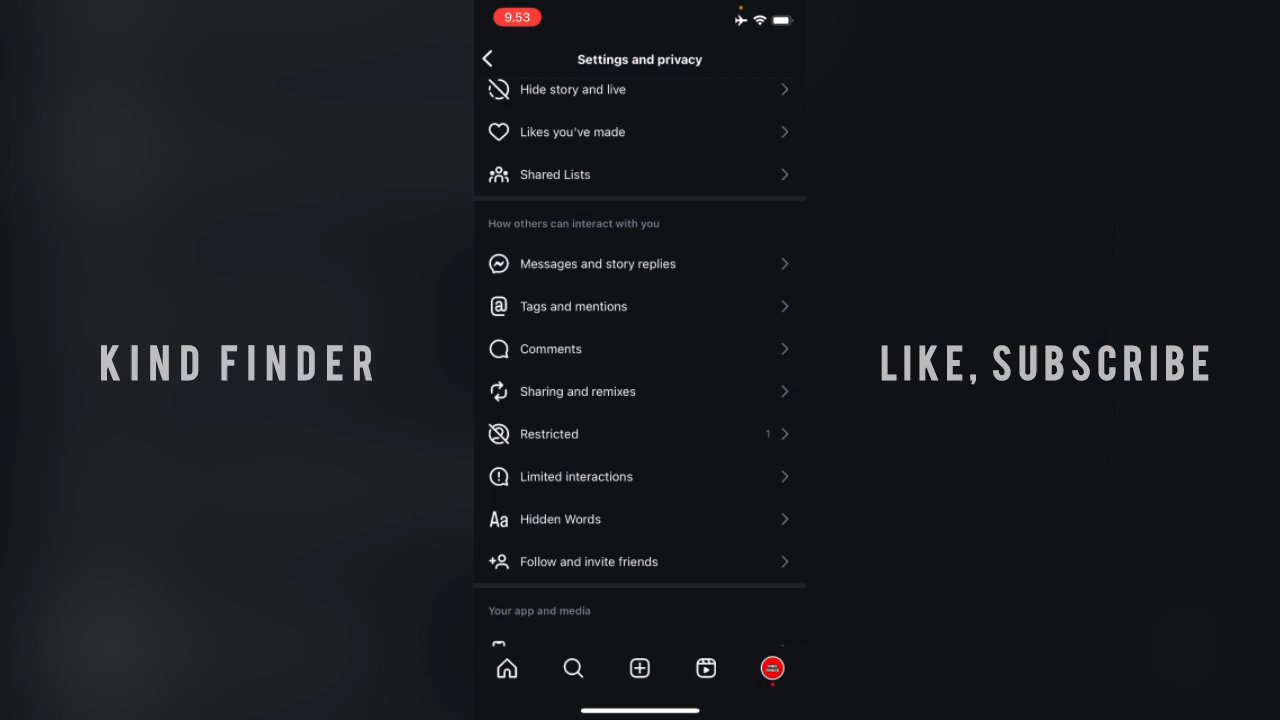 9.53
Settings and privacy
Hide story and live
Likes you've made
Shared Lists
How others can interact with you
Messages and story replies
Tags and mentions
Comments
Sharing and remixes
Restricted 1
Limited interactions
Aa Hidden Words
Follow and invite friends
Your app and media
KIND FINDER
LIKE, SUBSCRIBE